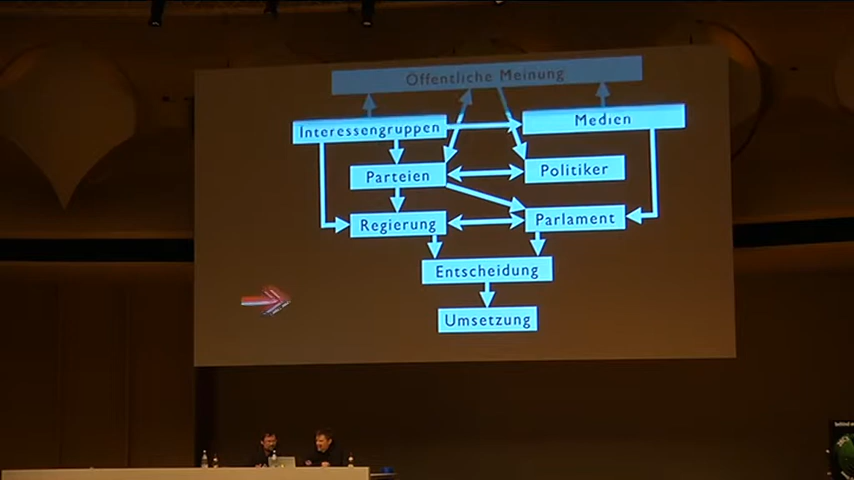 Öffentliche Meinung
Interessengruppen
Medien
Parteien
Politiker
Regierung
Parlament
Entscheidung
Umsetzung